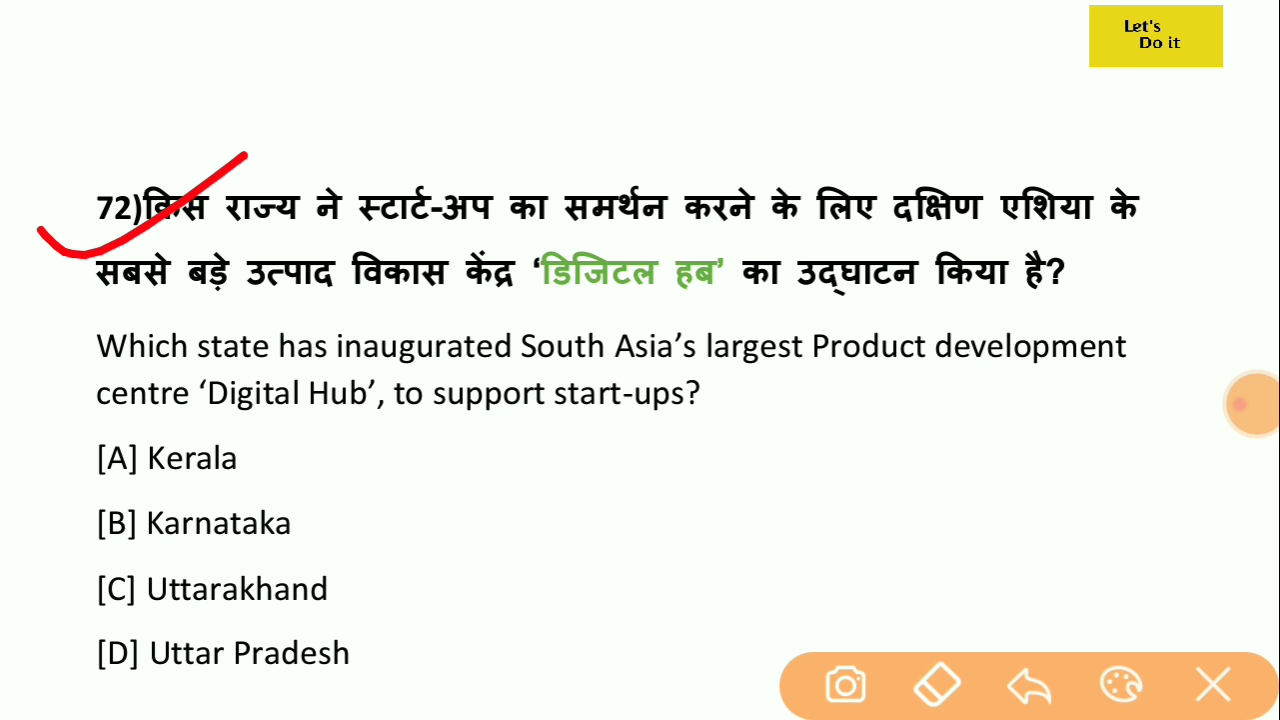 Let's
Do it
72)किस राज्य ने स्टार्ट-अप का समर्थन करने के लिए दक्षिण एशिया के
सबसे बड़े उत्पाद विकास केंद्र ‘डिजिटल हब’ का उद्घाटन किया है?
Which state has inaugurated South Asia’s largest Product development
centre ‘Digital Hub’, to support start-ups?
[A] Kerala
[B] Karnataka
[C] Uttarakhand
[D] Uttar Pradesh